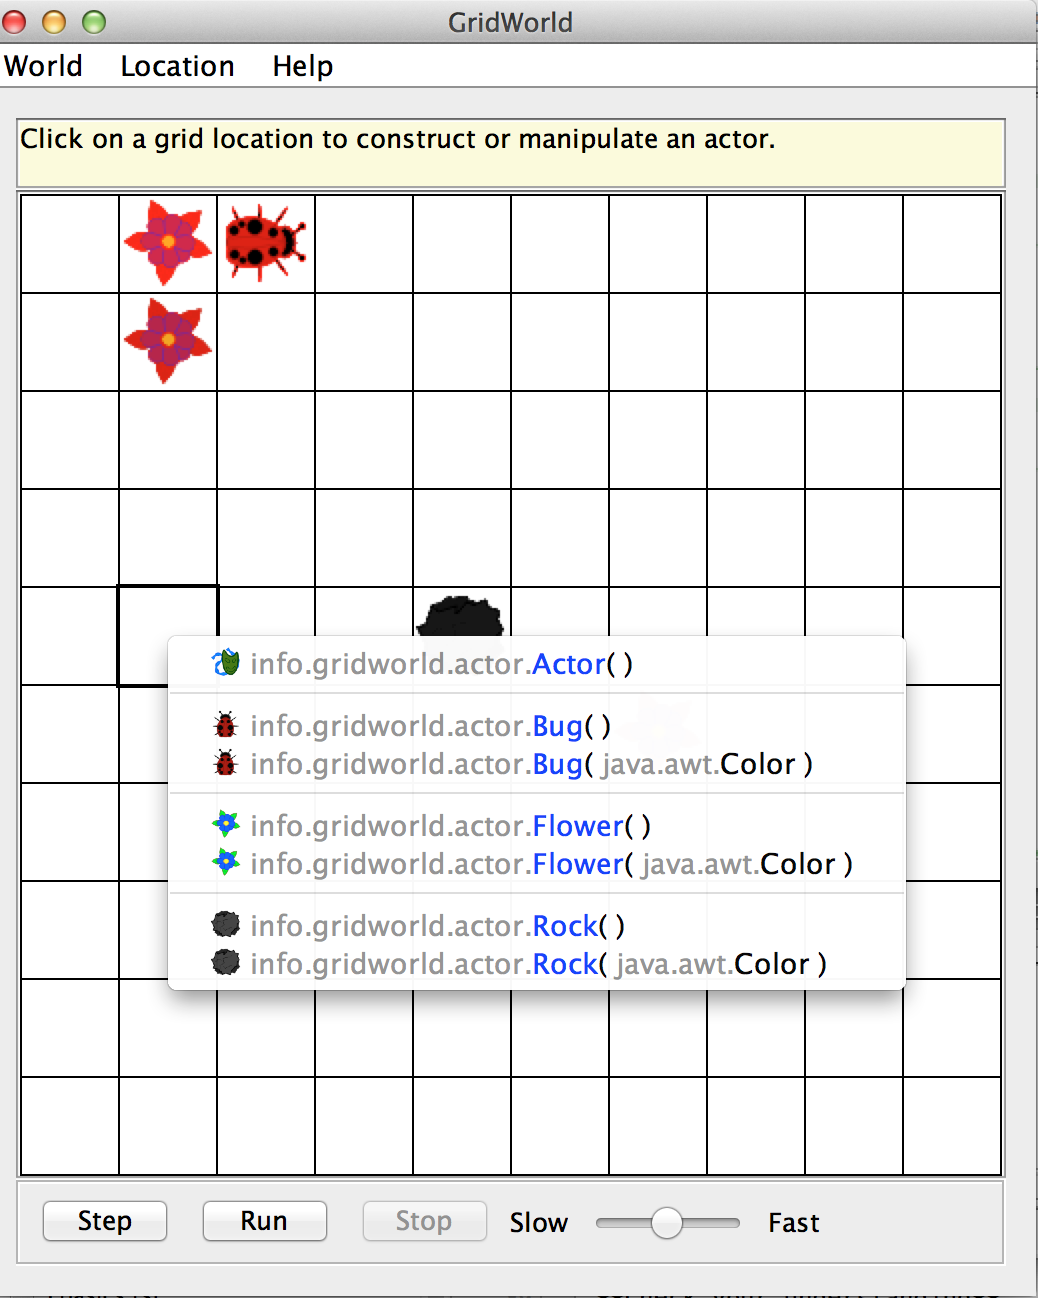 GridWorld
World Location Help
Click on a grid location to construct or manipulate an actor.
info.gridworld.actor.Actor( )
info.gridworld.actor.Bug( )
info.gridworld.actor.Bug( java.awt.Color )
info.gridworld.actor.Flower( )
info.gridworld.actor.Flower( java.awt.Color )
info.gridworld.actor.Rock( )
info.gridworld.actor.Rock( java.awt.Color )
Step Run Stop Slow Fast